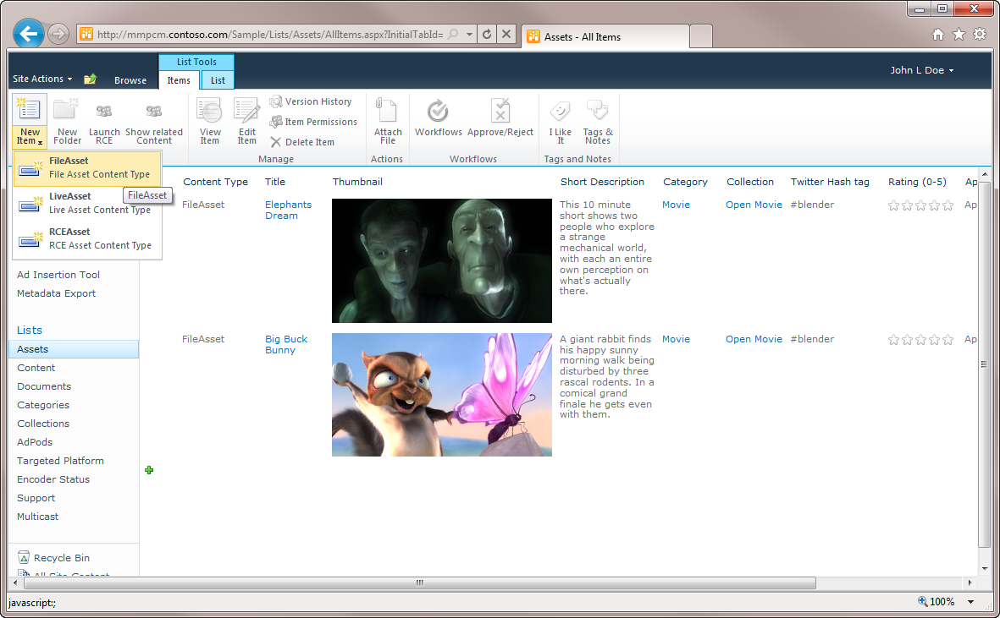 http://mmpcm.contoso.com/Sample/Lists/Assets/AllItems.aspx?InitialTabId=
Assets - All Items
List Tools
Site Actions
Browse
Items
List
John L Doe
New Item
New Folder
Launch RCE
Show related Content
View Item
Edit Item
Version History
Item Permissions
Delete Item
Manage
Attach File
Actions
Workflows
Approve/Reject
Workflows
I Like It
Tags & Notes
Tags and Notes
FileAsset
File Asset Content Type
LiveAsset
Live Asset Content Type
FileAsset
RCEAsset
RCE Asset Content Type
Ad Insertion Tool
Metadata Export
Lists
Assets
Content
Documents
Categories
Collections
AdPods
Targeted Platform
Encoder Status
Support
Multicast
Recycle Bin
All Site Content
Content Type
Title
Thumbnail
Short Description
Category
Collection
Twitter Hash tag
Rating (0-5)
Ap
FileAsset
Elephants
Dream
This 10 minute
short shows two
people who explore
a strange
mechanical world,
with each an entire
own perception on
what's actually
there.
Movie
Open Movie
#blender
Ap
FileAsset
Big Buck
Bunny
A giant rabbit finds
his happy sunny
morning walk being
disturbed by three
rascal rodents. In a
comical grand
finale he gets even
with them.
Movie
Open Movie
#blender
Ap
javascript:;
100%